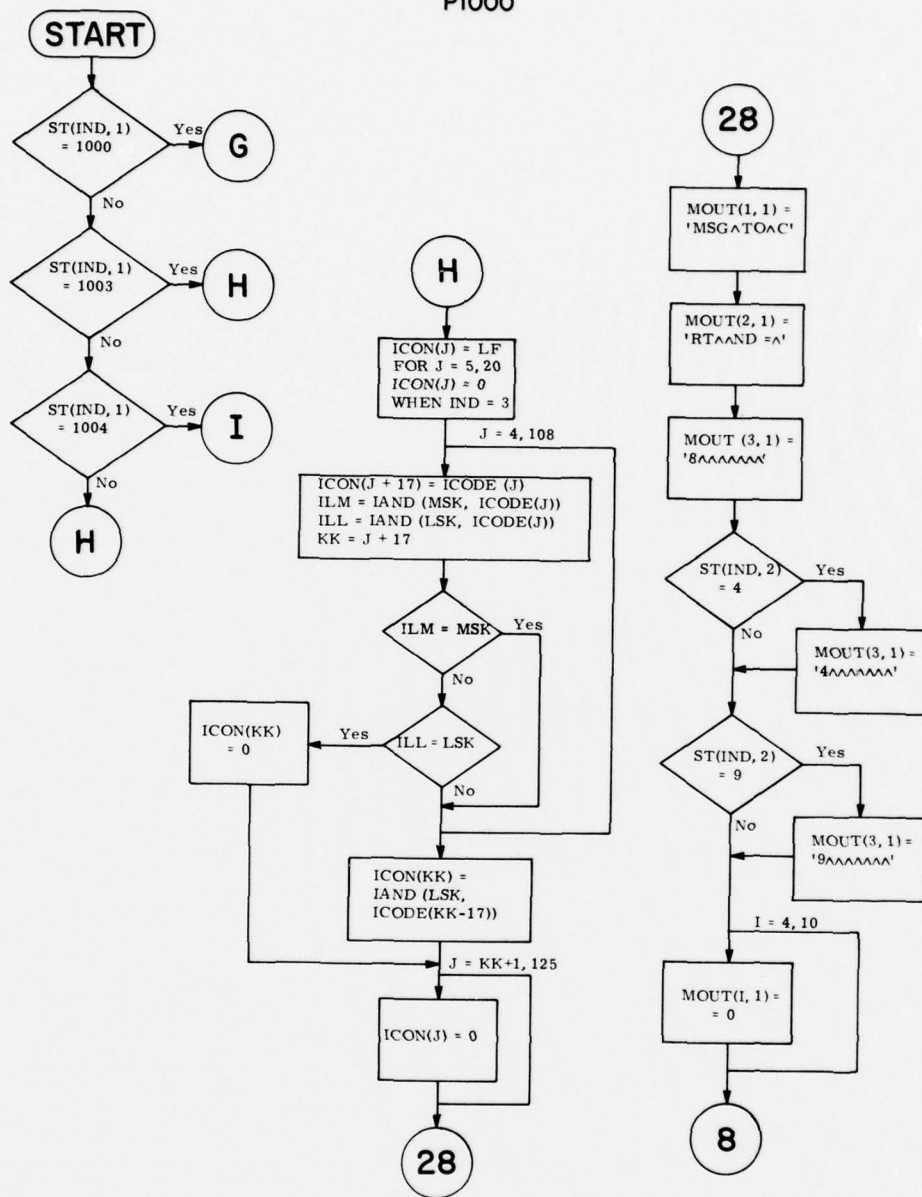 P1000
START
ST(IND, 1)
= 1000
Yes
G
No
ST(IND, 1)
= 1003
Yes
H
No
ST(IND, 1)
= 1004
Yes
I
No
H
H
ICON(J) = LF
FOR J = 5, 20
ICON(J) = 0
WHEN IND = 3
J = 4, 108
ICON(J + 17) = ICODE (J)
ILM = IAND (MSK, ICODE(J))
ILL = IAND (LSK, ICODE(J))
KK = J + 17
ILM = MSK
Yes
No
ILL = LSK
Yes
ICON(KK)
= 0
No
ICON(KK) =
IAND (LSK,
ICODE(KK-17))
J = KK+1, 125
ICON(J) = 0
28
28
MOUT(1, 1) =
'MSG^TO^C'
MOUT(2, 1) =
'RT^^ND =^'
MOUT (3, 1) =
'8^^^^^^^'
ST(IND, 2)
= 4
Yes
No
MOUT(3, 1) =
'4^^^^^^^'
ST(IND, 2)
= 9
Yes
No
MOUT(3, 1) =
'9^^^^^^^'
I = 4, 10
MOUT(I, 1) =
= 0
8